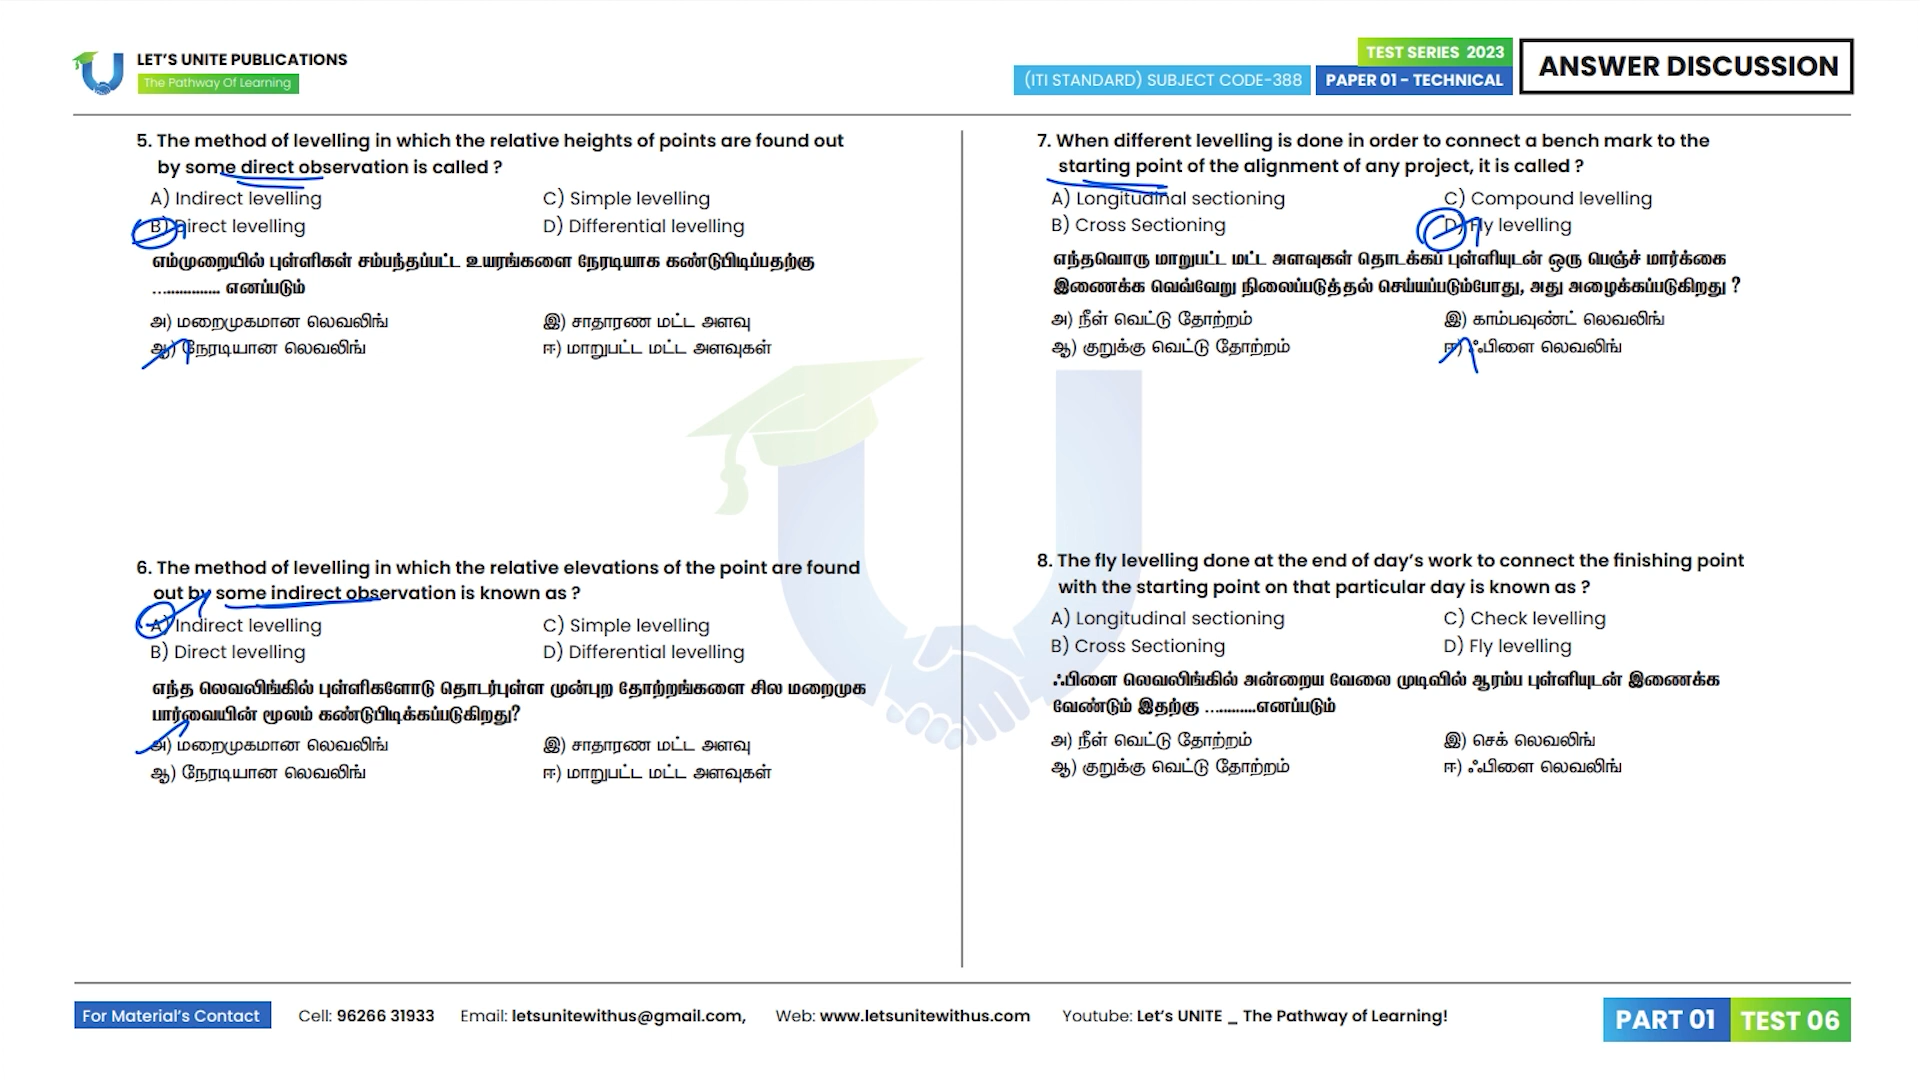 LET'S UNITE PUBLICATIONS
The Pathway Of Learning
TEST SERIES 2023
(ITI STANDARD) SUBJECT CODE-388
PAPER 01 - TECHNICAL
ANSWER DISCUSSION
5. The method of levelling in which the relative heights of points are found out
by some direct observation is called ?
A) Indirect levelling
C) Simple levelling
B) Direct levelling
D) Differential levelling
எம்முறையில் புள்ளிகள் சம்பந்தப்பட்ட உயரங்களை நேரடியாக கண்டுபிடிப்பதற்கு
................ எனப்படும்
அ) மறைமுகமான லெவலிங்
இ) சாதாரண மட்ட அளவு
ஆ) நேரடியான லெவலிங்
ஈ) மாறுபட்ட மட்ட அளவுகள்
6. The method of levelling in which the relative elevations of the point are found
out by some indirect observation is known as ?
A) Indirect levelling
C) Simple levelling
B) Direct levelling
D) Differential levelling
எந்த லெவலிங்கில் புள்ளிகளோடு தொடர்புள்ள முன்புற தோற்றங்களை சில மறைமுக
பார்வையின் மூலம் கண்டுபிடிக்கப்படுகிறது?
அ) மறைமுகமான லெவலிங்
இ) சாதாரண மட்ட அளவு
ஆ) நேரடியான லெவலிங்
ஈ) மாறுபட்ட மட்ட அளவுகள்
7. When different levelling is done in order to connect a bench mark to the
starting point of the alignment of any project, it is called ?
A) Longitudinal sectioning
C) Compound levelling
B) Cross Sectioning
D) Fly levelling
எந்தவொரு மாறுபட்ட மட்ட அளவுகள் தொடக்கப் புள்ளியுடன் ஒரு பெஞ்ச் மார்க்கை
இணைக்க வெவ்வேறு நிலைப்படுத்தல் செய்யப்படும்போது, அது அழைக்கப்படுகிறது ?
அ) நீள் வெட்டு தோற்றம்
இ) காம்பவுண்ட் லெவலிங்
ஆ) குறுக்கு வெட்டு தோற்றம்
ஈ) ஃபிளை லெவலிங்
8. The fly levelling done at the end of day's work to connect the finishing point
with the starting point on that particular day is known as ?
A) Longitudinal sectioning
C) Check levelling
B) Cross Sectioning
D) Fly levelling
ஃபிளை லெவலிங்கில் அன்றைய வேலை முடிவில் ஆரம்ப புள்ளியுடன் இணைக்க
வேண்டும் இதற்கு ............எனப்படும்
அ) நீள் வெட்டு தோற்றம்
இ) செக் லெவலிங்
ஆ) குறுக்கு வெட்டு தோற்றம்
ஈ) ஃபிளை லெவலிங்
For Material's Contact
Cell: 96266 31933
Email: letsunitewithus@gmail.com,
Web: www.letsunitewithus.com
Youtube: Let's UNITE _ The Pathway of Learning!
PART 01
TEST 06